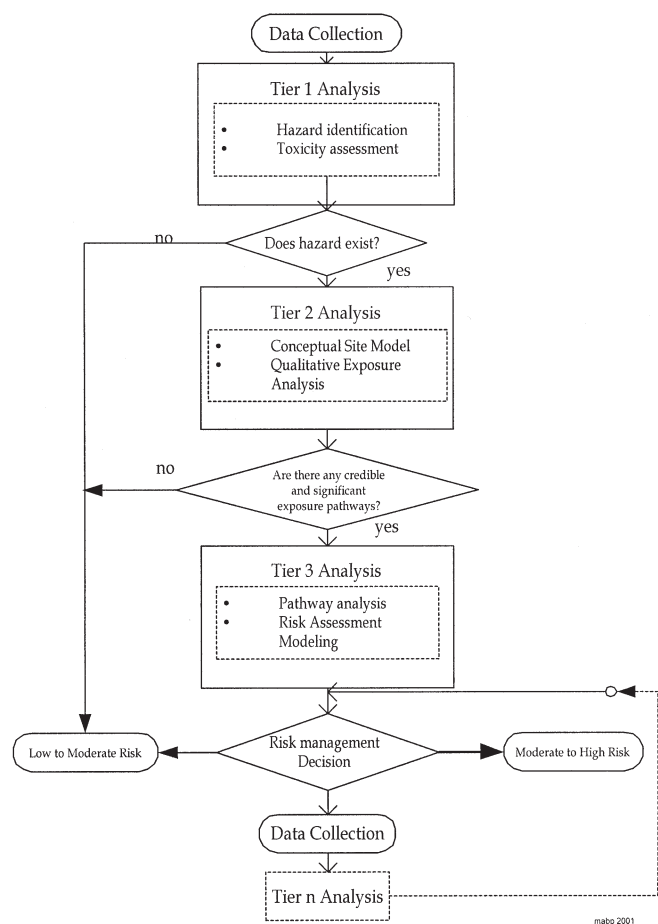 Data Collection
Tier 1 Analysis
• Hazard identification
• Toxicity assessment
no
Does hazard exist?
yes
Tier 2 Analysis
• Conceptual Site Model
• Qualitative Exposure
Analysis
no
Are there any credible
and significant
exposure pathways?
yes
Tier 3 Analysis
• Pathway analysis
• Risk Assessment
Modeling
Low to Moderate Risk
Risk management
Decision
Moderate to High Risk
Data Collection
Tier n Analysis
mabp 2001